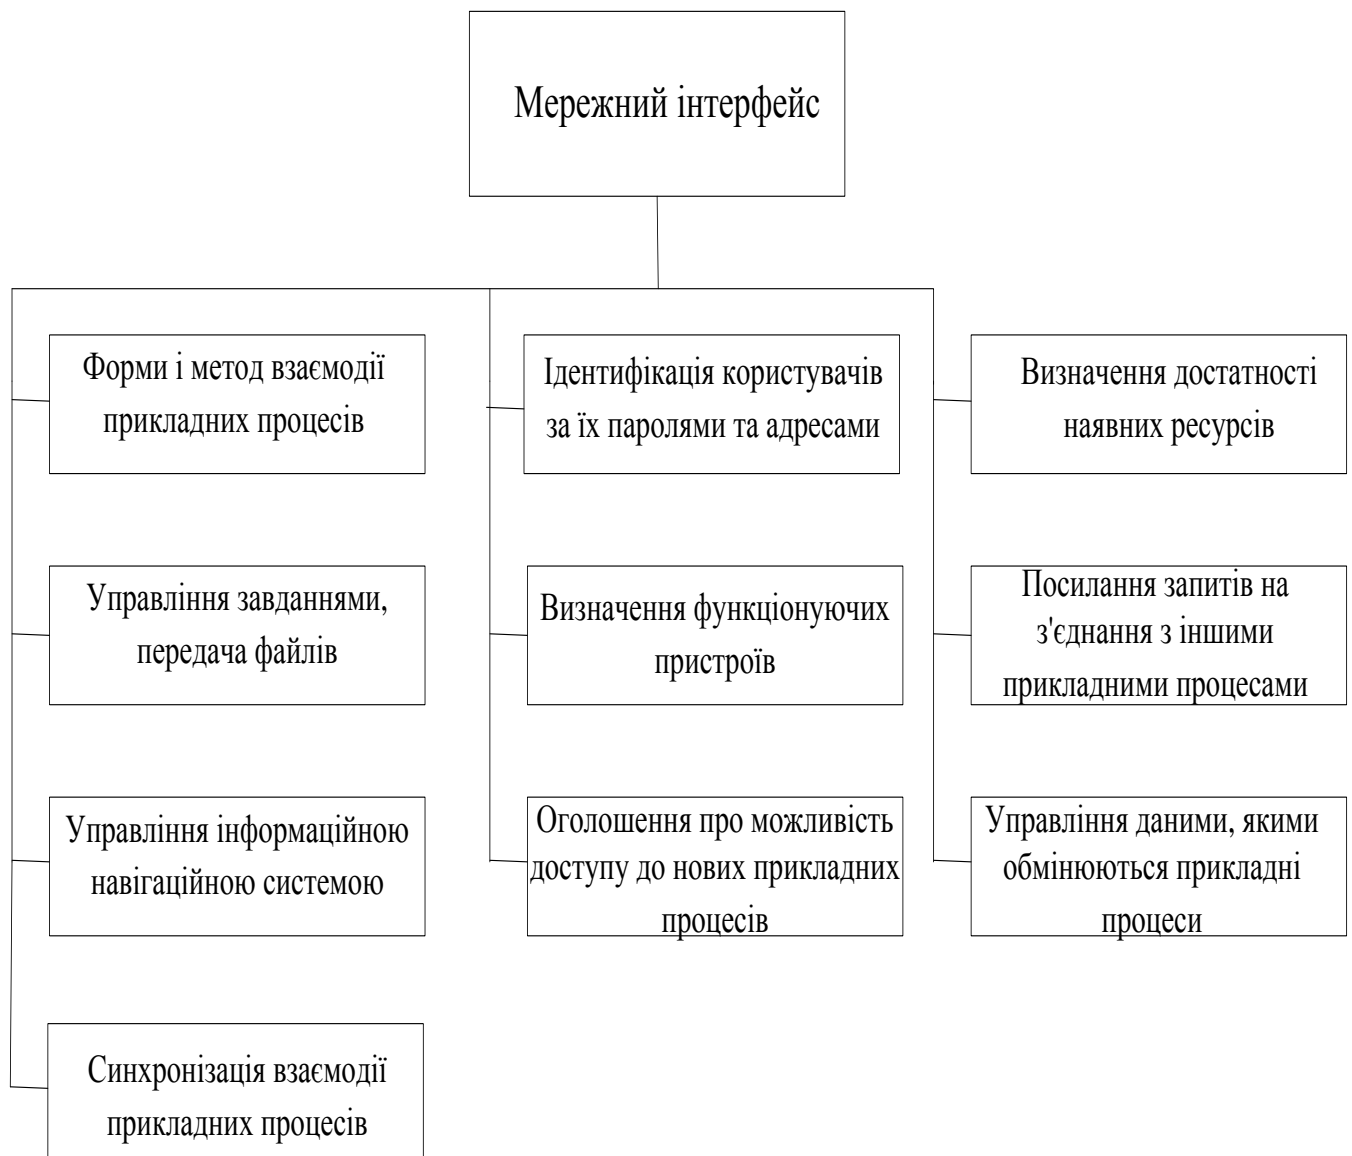 Мережний інтерфейс
Форми і метод взаємодії
прикладних процесів
Ідентифікація користувачів
за їх паролями та адресами
Визначення достатності
наявних ресурсів
Управління завданнями,
передача файлів
Визначення функціонуючих
пристроїв
Посилання запитів на
з'єднання з іншими
прикладними процесами
Управління інформаційною
навігаційною системою
Оголошення про можливість
доступу до нових прикладних
процесів
Управління даними, якими
обмінюються прикладні
процеси
Синхронізація взаємодії
прикладних процесів